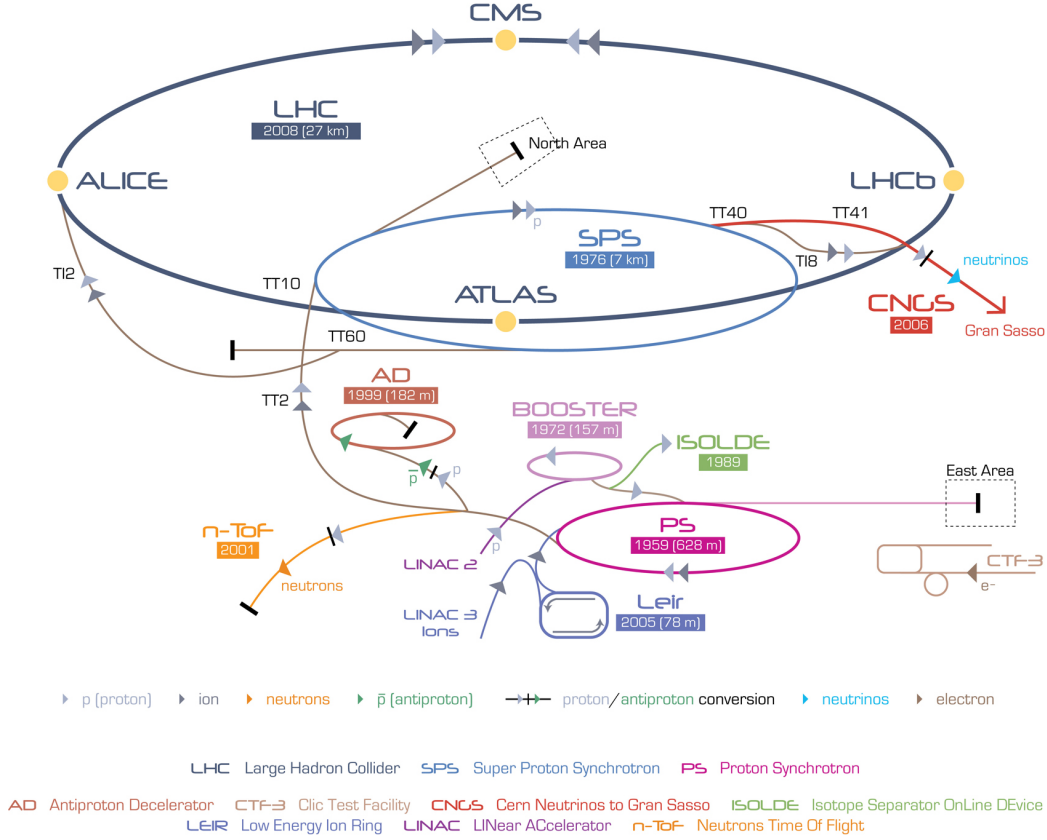 CMS
LHC
2008 (27 km)
North Area
ALICE
LHCb
TT40
TT41
p
SPS
1976 (7 km)
TI2
TI8
neutrinos
TT10
ATLAS
CNGS
2006
Gran Sasso
TT60
AD
1999 (182 m)
TT2
BOOSTER
1972 (157 m)
ISOLDE
1989
p
p̅
East Area
n-ToF
2001
PS
1959 (628 m)
p
LINAC 2
neutrons
CTF-3
e-
LINAC 3
Ions
Leir
2005 (78 m)
p (proton) ion neutrons p̅ (antiproton) proton/antiproton conversion neutrinos electron
LHC Large Hadron Collider SPS Super Proton Synchrotron PS Proton Synchrotron
AD Antiproton Decelerator CTF-3 Clic Test Facility CNGS Cern Neutrinos to Gran Sasso ISOLDE Isotope Separator OnLine DEvice
LEIR Low Energy Ion Ring LINAC LINear ACcelerator n-ToF Neutrons Time Of Flight